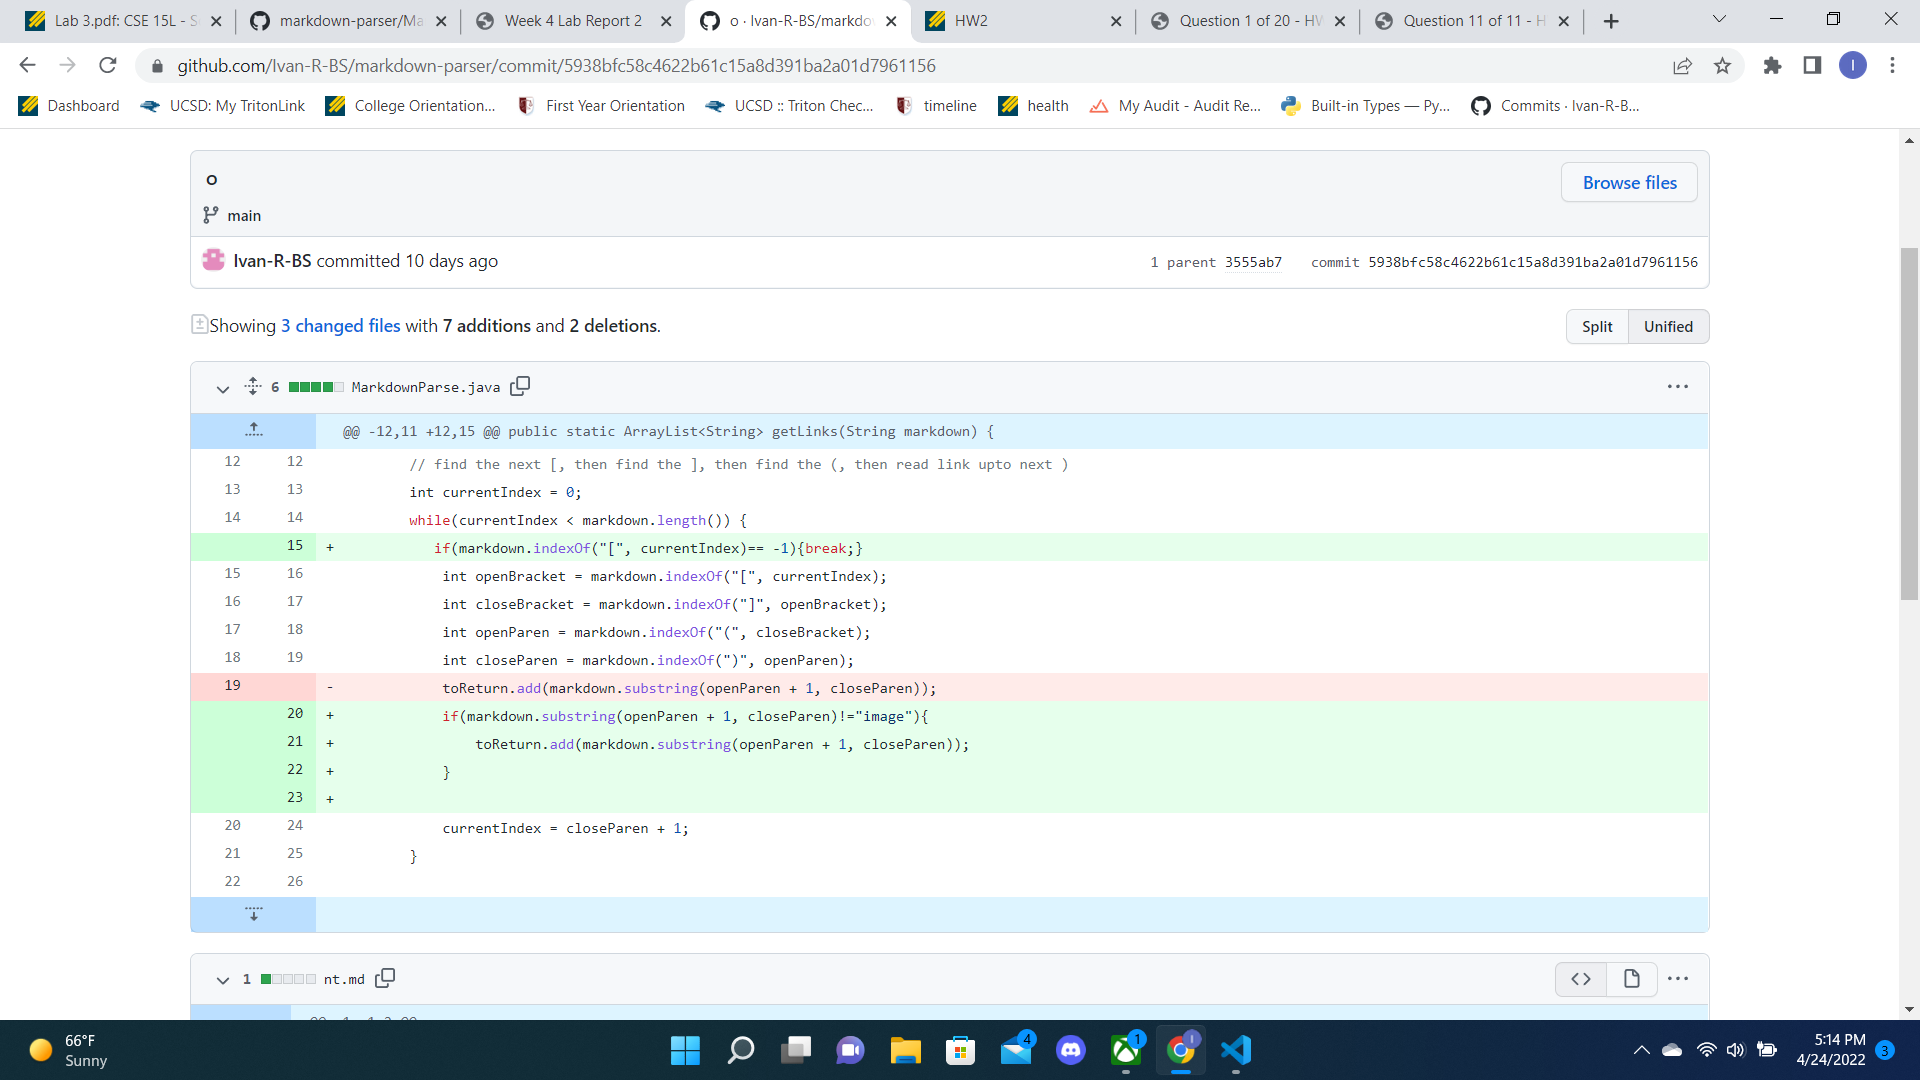 Lab 3.pdf: CSE 15L - S
markdown-parser/Ma
Week 4 Lab Report 2
o · Ivan-R-BS/markdo
HW2
Question 1 of 20 - HW
Question 11 of 11 - H
github.com/Ivan-R-BS/markdown-parser/commit/5938bfc58c4622b61c15a8d391ba2a01d7961156
I
Dashboard
UCSD: My TritonLink
College Orientation...
First Year Orientation
UCSD :: Triton Chec...
timeline
health
My Audit - Audit Re...
Built-in Types — Py...
Commits · Ivan-R-B...
o
Browse files
main
Ivan-R-BS committed 10 days ago
1 parent 3555ab7 commit 5938bfc58c4622b61c15a8d391ba2a01d7961156
Showing 3 changed files with 7 additions and 2 deletions.
Split Unified
6 MarkdownParse.java
@@ -12,11 +12,15 @@ public static ArrayList<String> getLinks(String markdown) {
12 12 // find the next [, then find the ], then find the (, then read link upto next )
13 13 int currentIndex = 0;
14 14 while(currentIndex < markdown.length()) {
15 + if(markdown.indexOf("[", currentIndex)== -1){break;}
15 16 int openBracket = markdown.indexOf("[", currentIndex);
16 17 int closeBracket = markdown.indexOf("]", openBracket);
17 18 int openParen = markdown.indexOf("(", closeBracket);
18 19 int closeParen = markdown.indexOf(")", openParen);
19 - toReturn.add(markdown.substring(openParen + 1, closeParen));
20 + if(markdown.substring(openParen + 1, closeParen)!="image"){
21 + toReturn.add(markdown.substring(openParen + 1, closeParen));
22 + }
23 +
20 24 currentIndex = closeParen + 1;
21 25 }
22 26
1 nt.md
66°F
Sunny
4
1
I
5:14 PM
4/24/2022
3